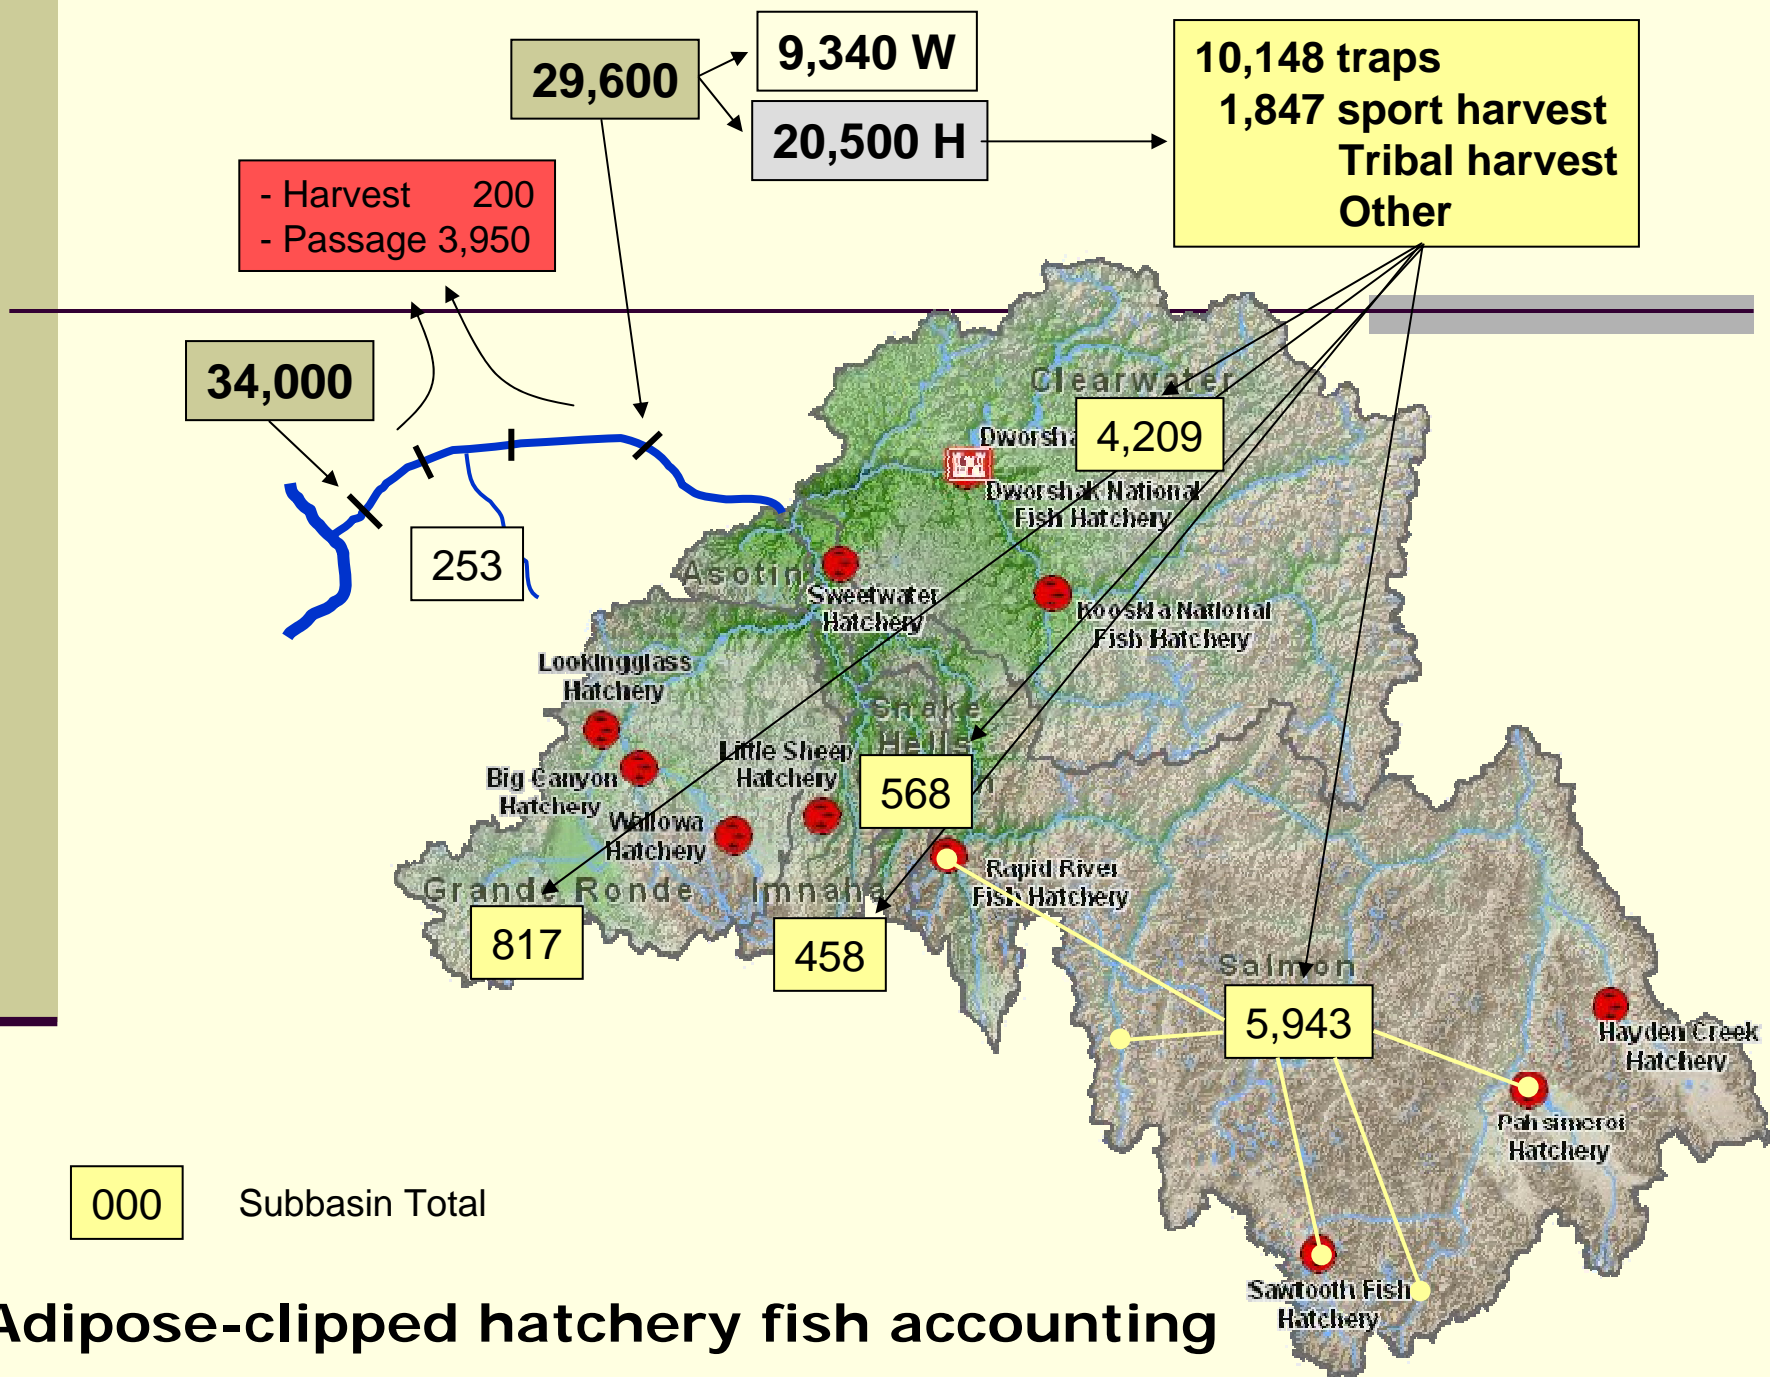 29,600
9,340 W
20,500 H
10,148 traps
1,847 sport harvest
Tribal harvest
Other
- Harvest 200
- Passage 3,950
34,000
253
Clearwater
4,209
Dworsha
Dworshak National
Fish Hatchery
Asotin
Sweetwater
Hatchery
Kooskia National
Fish Hatchery
Lookingglass
Hatchery
Snake
Hells
568
Little Sheep
Hatchery
Big Canyon
Hatchery
Wallowa
Hatchery
Rapid River
Fish Hatchery
Grande Ronde
817
Imnaha
458
Salmon
5,943
Hayden Creek
Hatchery
Pahsimeroi
Hatchery
Sawtooth Fish
Hatchery
000 Subbasin Total
Adipose-clipped hatchery fish accounting